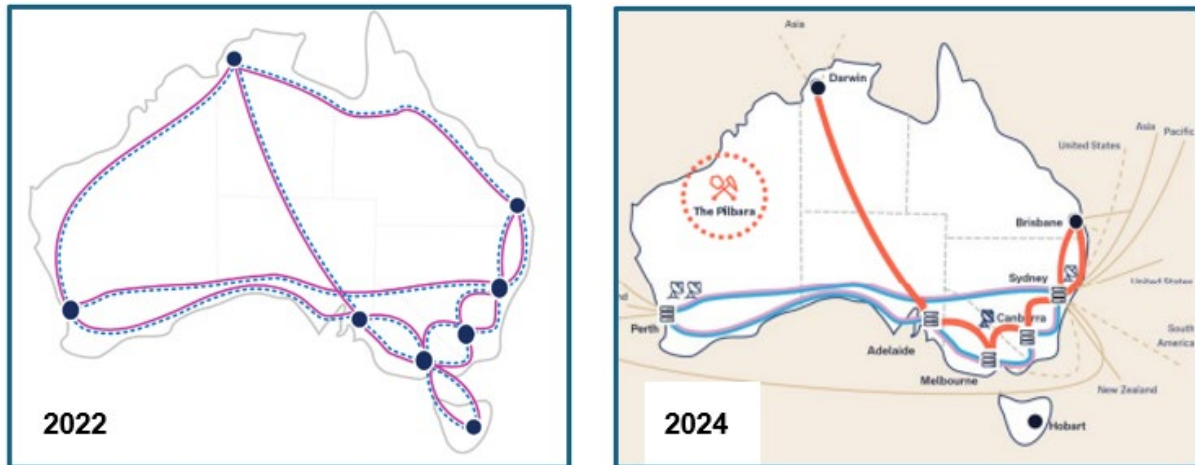 2022
Asia
Darwin
The Pilbara
Asia
Pacific
United States
Brisbane
Sydney
United States
Perth
Canberra
Adelaide
South
America
Melbourne
New Zealand
Hobart
2024